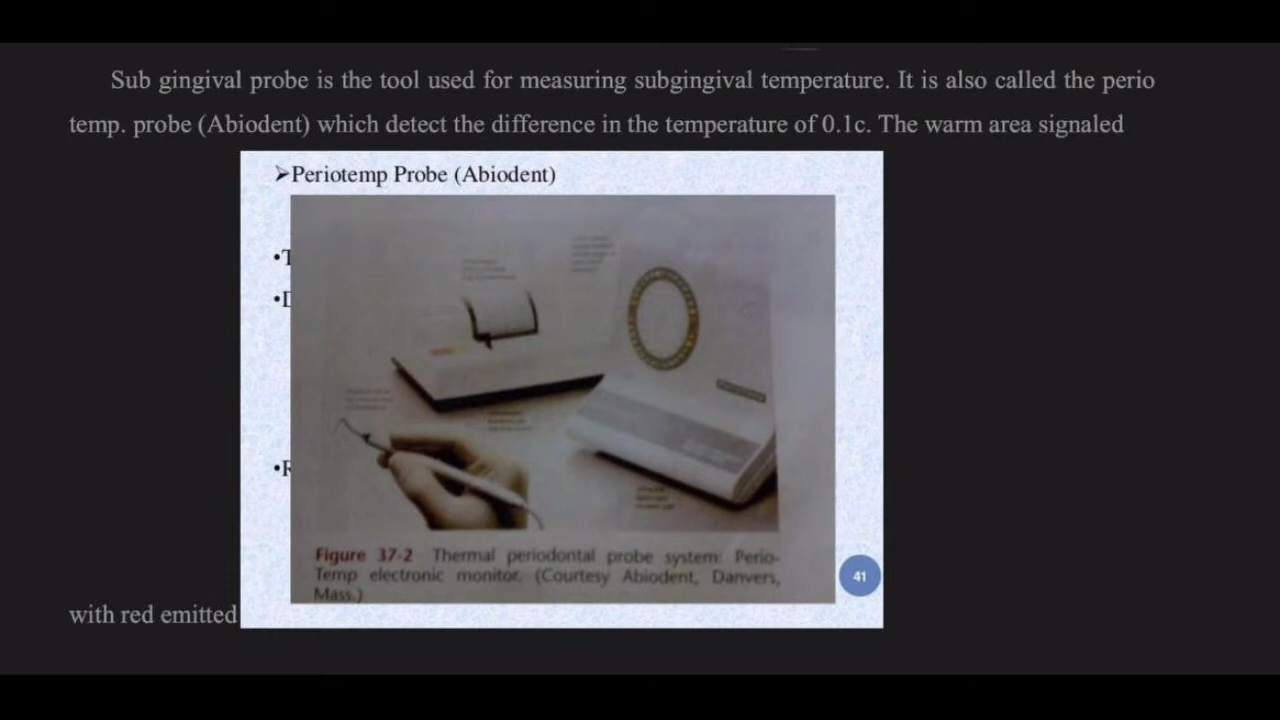 Sub gingival probe is the tool used for measuring subgingival temperature. It is also called the perio
temp. probe (Abiodent) which detect the difference in the temperature of 0.1c. The warm area signaled
➢Periotemp Probe (Abiodent)
Figure 37-2 Thermal periodontal probe system: Perio-
Temp electronic monitor. (Courtesy Abiodent, Danvers,
Mass.)
41
with red emitted